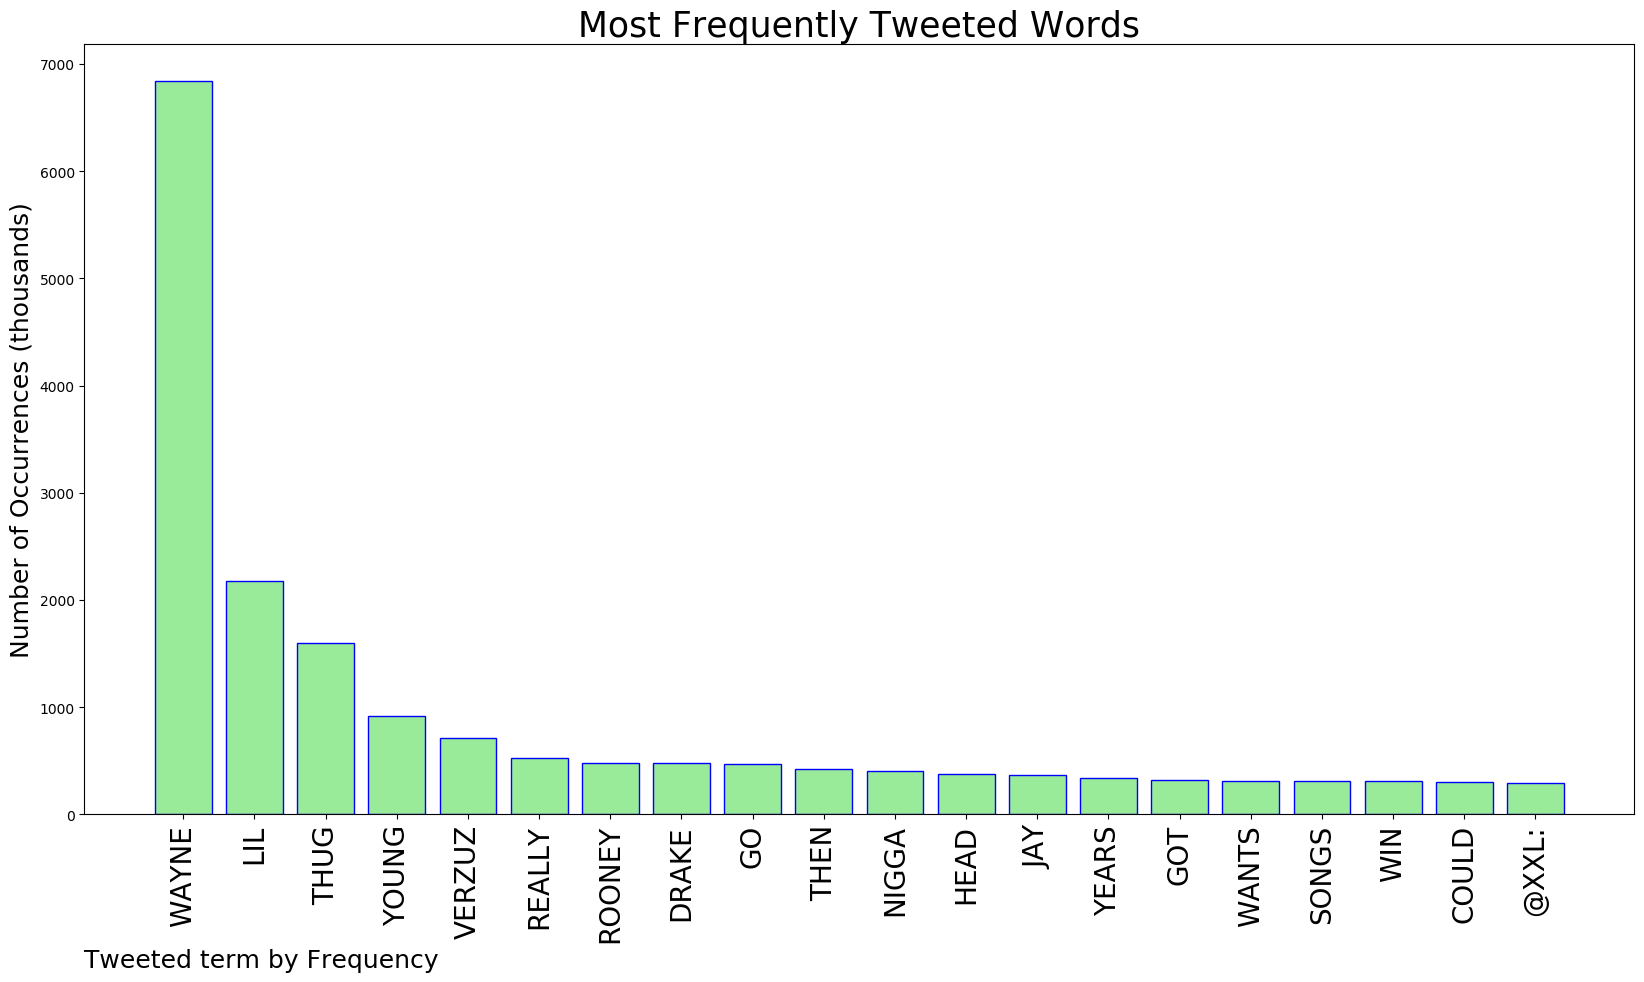 Most Frequently Tweeted Words
Number of Occurrences (thousands)
7000
6000
5000
4000
3000
2000
1000
0
WAYNE
LIL
THUG
YOUNG
VERZUZ
REALLY
ROONEY
DRAKE
GO
THEN
NIGGA
HEAD
JAY
YEARS
GOT
WANTS
SONGS
WIN
COULD
@XXL:
Tweeted term by Frequency